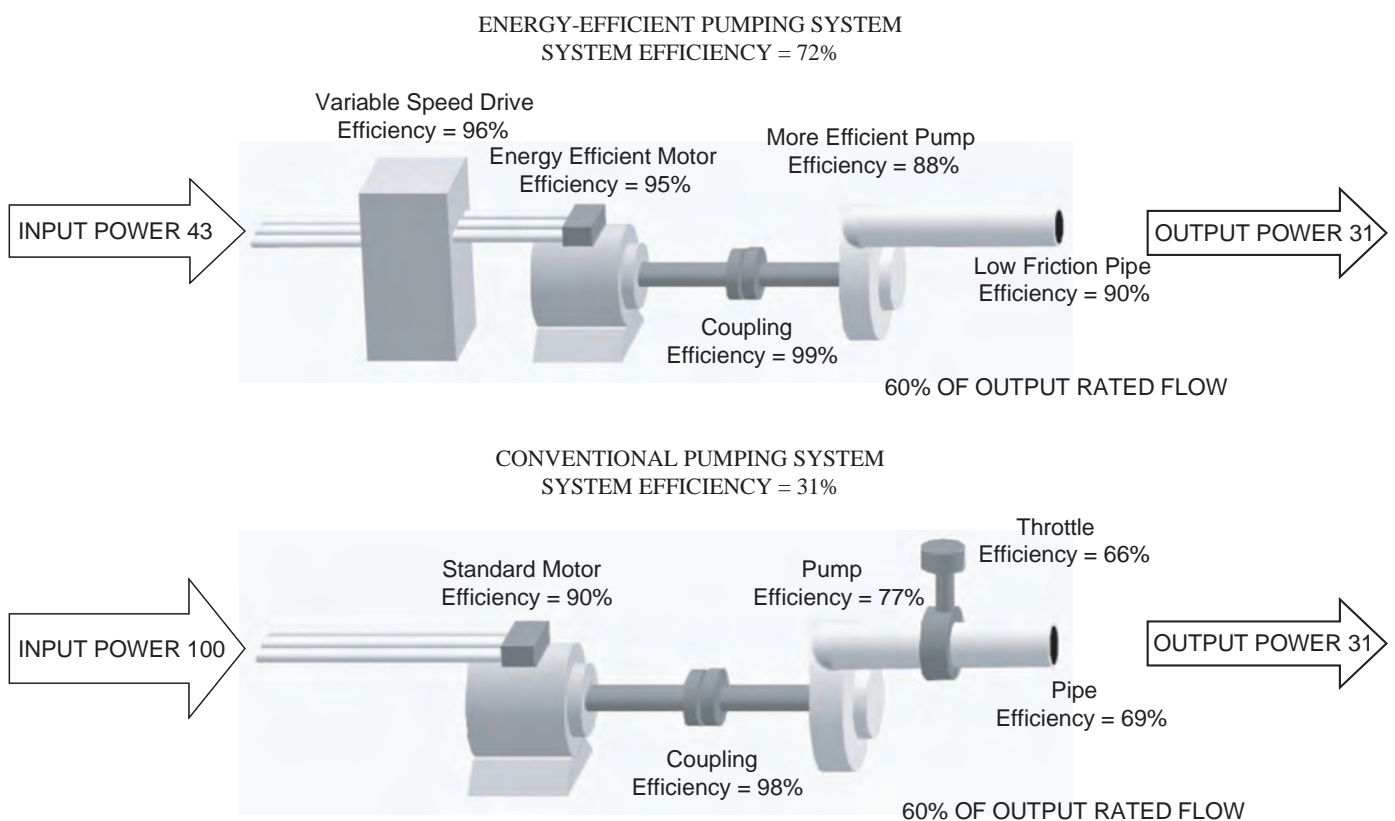 ENERGY-EFFICIENT PUMPING SYSTEM
SYSTEM EFFICIENCY = 72%
Variable Speed Drive
Efficiency = 96%
Energy Efficient Motor
Efficiency = 95%
More Efficient Pump
Efficiency = 88%
INPUT POWER 43
OUTPUT POWER 31
Low Friction Pipe
Efficiency = 90%
Coupling
Efficiency = 99%
60% OF OUTPUT RATED FLOW
CONVENTIONAL PUMPING SYSTEM
SYSTEM EFFICIENCY = 31%
Throttle
Efficiency = 66%
Standard Motor
Efficiency = 90%
Pump
Efficiency = 77%
INPUT POWER 100
OUTPUT POWER 31
Pipe
Efficiency = 69%
Coupling
Efficiency = 98%
60% OF OUTPUT RATED FLOW